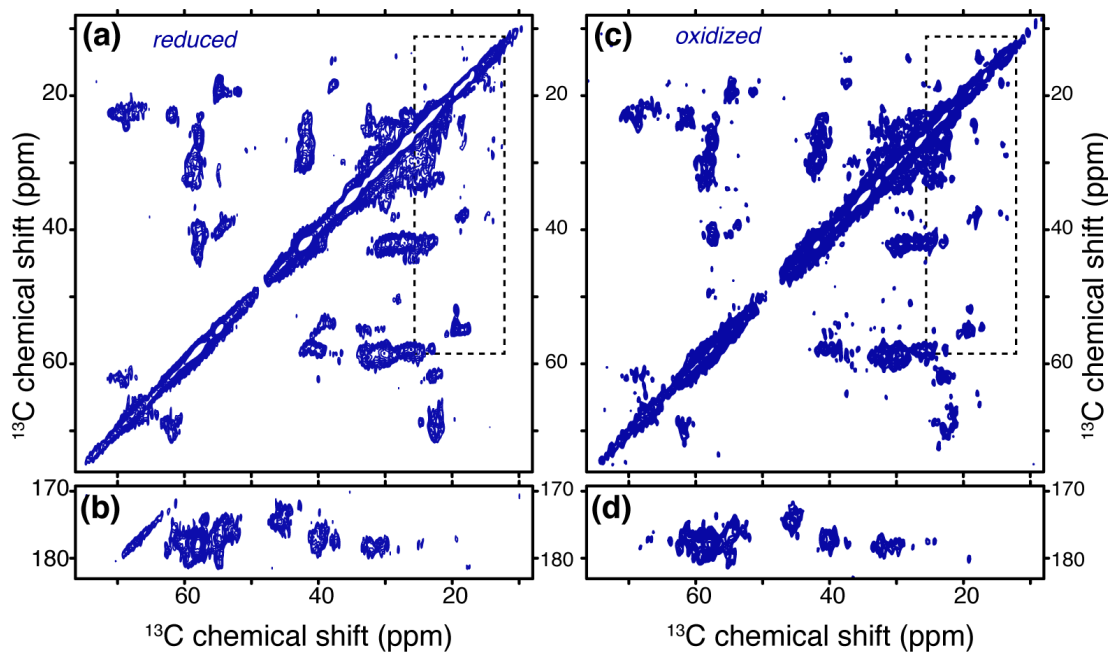 (a) reduced
(c) oxidized
20 20
40 40
60 60
¹³C chemical shift (ppm)
¹³C chemical shift (ppm)
170 (b) 170 (d)
180 180
60 40 20 60 40 20
¹³C chemical shift (ppm) ¹³C chemical shift (ppm)